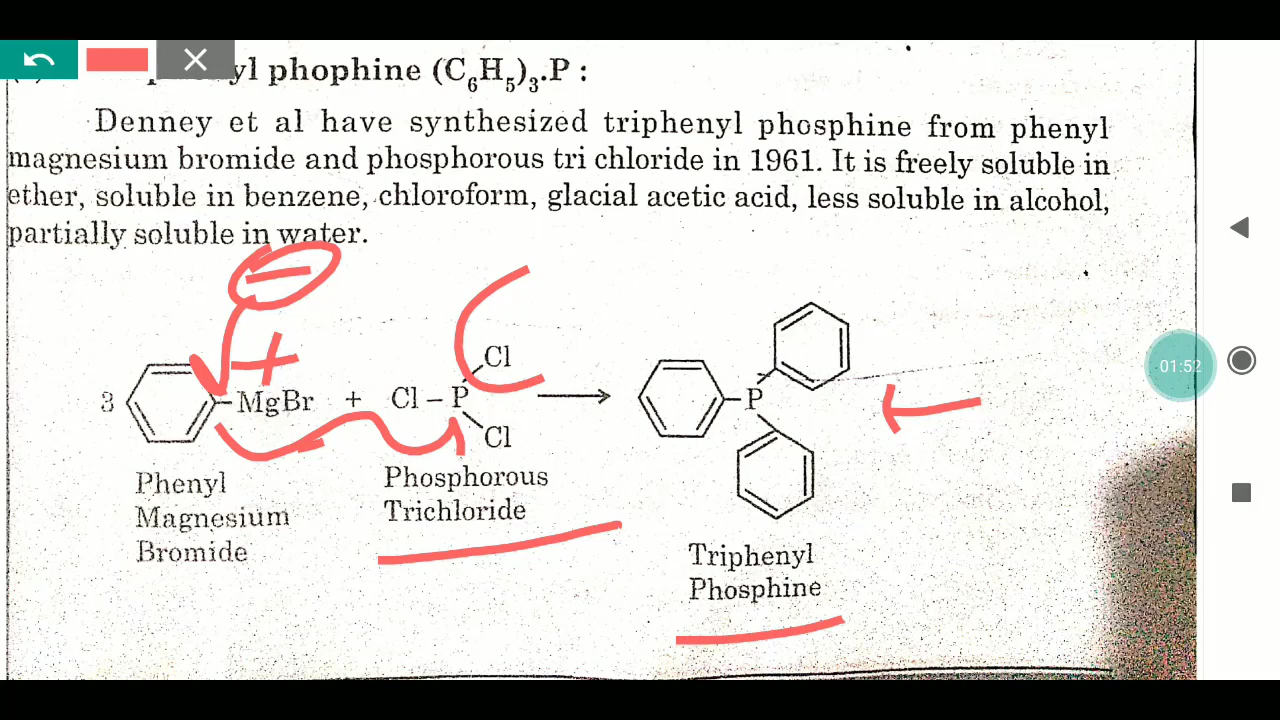 phophine (C₆H₅)₃.P :
Denney et al have synthesized triphenyl phosphine from phenyl
magnesium bromide and phosphorous tri chloride in 1961. It is freely soluble in
ether, soluble in benzene, chloroform, glacial acetic acid, less soluble in alcohol,
partially soluble in water.
3 MgBr + Cl – P Cl Cl P
Phenyl
Magnesium
Bromide
Phosphorous
Trichloride
Triphenyl
Phosphine
01:52